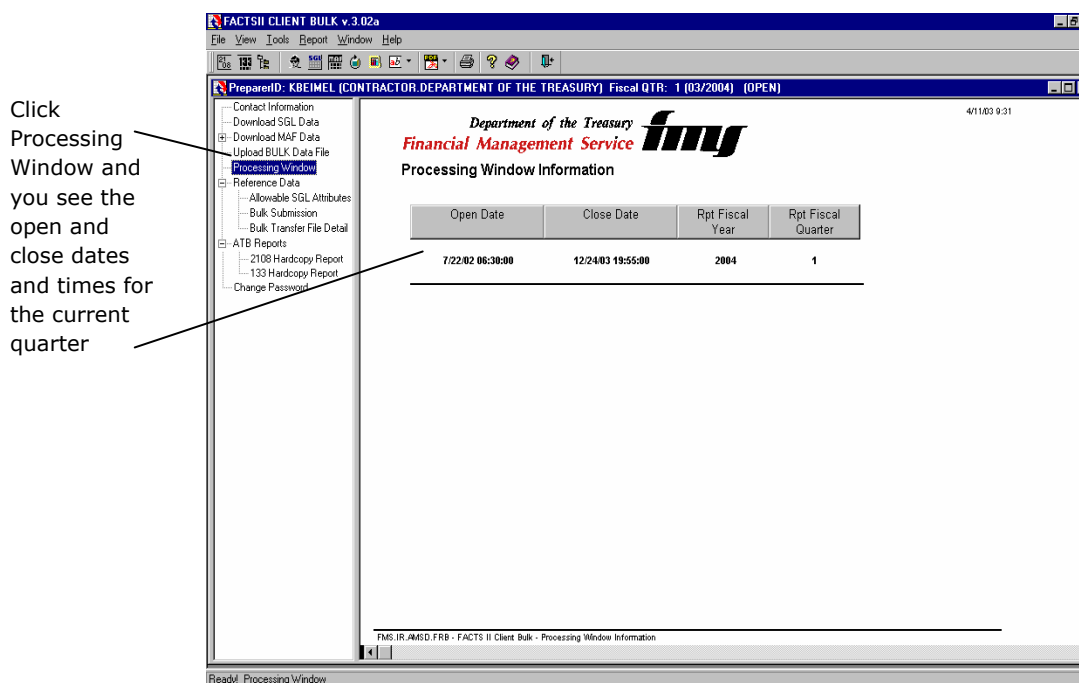 FACTSII CLIENT BULK v.3.02a
File View Tools Report Window Help
PreparerID: KBEIMEL (CONTRACTOR.DEPARTMENT OF THE TREASURY) Fiscal QTR: 1 (03/2004) (OPEN)
Click
Processing
Window and
you see the
open and
close dates
and times for
the current
quarter
Contact Information
Download SGL Data
Download MAF Data
Upload BULK Data File
Processing Window
Reference Data
Allowable SGL Attributes
Bulk Submission
Bulk Transfer File Detail
ATB Reports
2108 Hardcopy Report
133 Hardcopy Report
Change Password
4/11/03 9:31
Department of the Treasury
Financial Management Service
fms
Processing Window Information
Open Date Close Date Rpt Fiscal Year Rpt Fiscal Quarter
7/22/02 06:30:00 12/24/03 19:55:00 2004 1
FMS.IR.AMSD.FRB - FACTS II Client Bulk - Processing Window Information
Ready! Processing Window